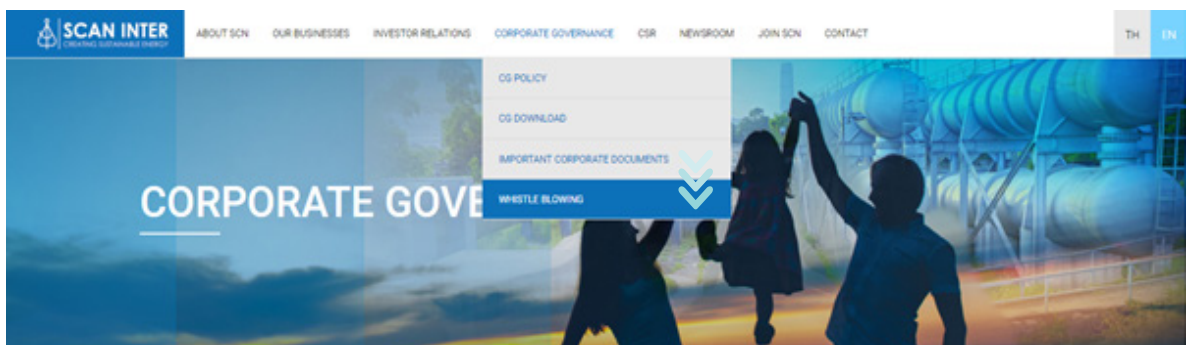 SCAN INTER
CREATING SUSTAINABLE ENERGY
ABOUT SCN OUR BUSINESSES INVESTOR RELATIONS CORPORATE GOVERNANCE CSR NEWSROOM JOIN SCN CONTACT TH EN
CG POLICY
CG DOWNLOAD
IMPORTANT CORPORATE DOCUMENTS
WHISTLE BLOWING
CORPORATE GOVE